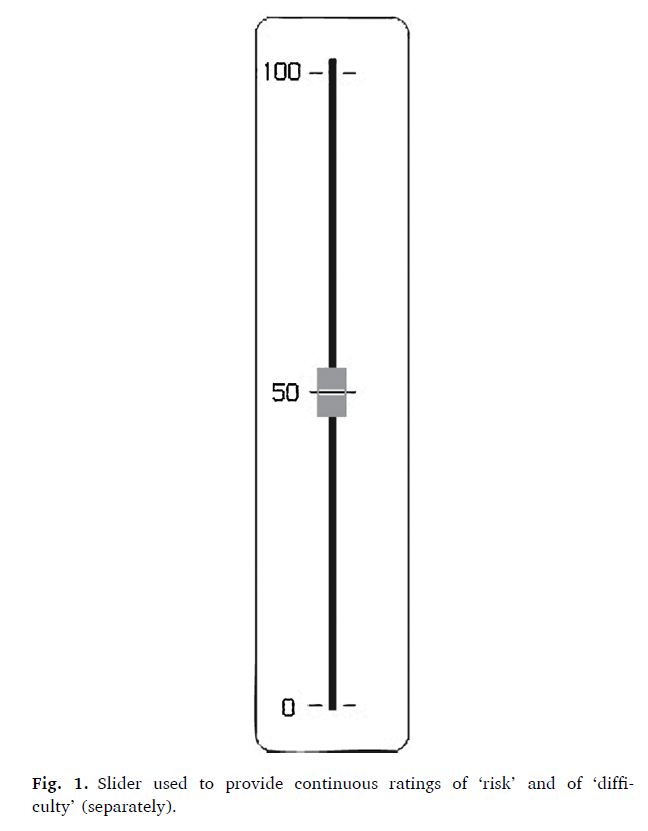 100
50
0
Fig. 1. Slider used to provide continuous ratings of ‘risk’ and of ‘diffi-
culty’ (separately).